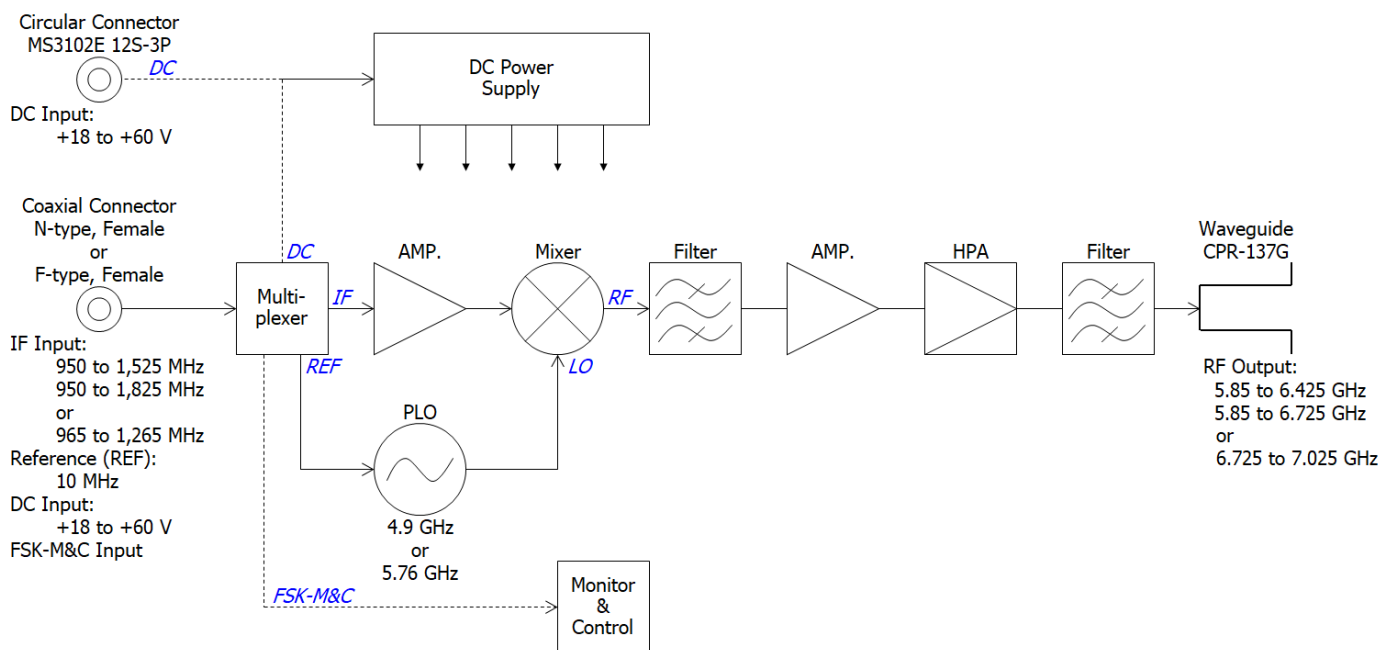 Circular Connector
MS3102E 12S-3P
DC
DC Input:
+18 to +60 V
DC Power
Supply
Coaxial Connector
N-type, Female
or
F-type, Female
IF Input:
950 to 1,525 MHz
950 to 1,825 MHz
or
965 to 1,265 MHz
Reference (REF):
10 MHz
DC Input:
+18 to +60 V
FSK-M&C Input
DC
Multi-
plexer
IF
REF
AMP.
Mixer
RF
LO
PLO
4.9 GHz
or
5.76 GHz
FSK-M&C
Monitor
&
Control
Filter
AMP.
HPA
Filter
Waveguide
CPR-137G
RF Output:
5.85 to 6.425 GHz
5.85 to 6.725 GHz
or
6.725 to 7.025 GHz